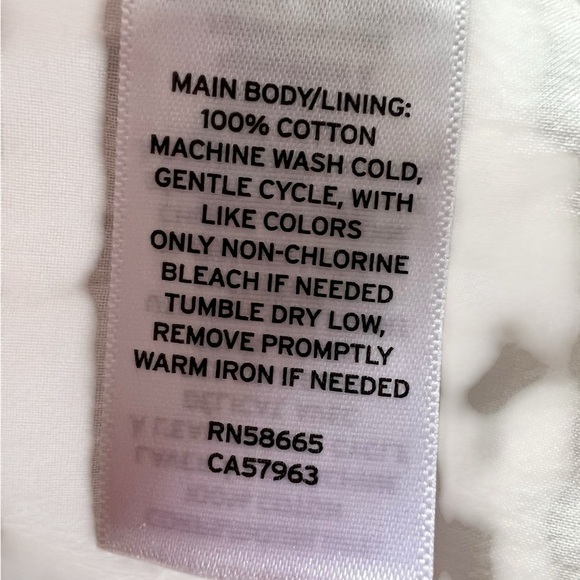 MAIN BODY/LINING:
100% COTTON
MACHINE WASH COLD,
GENTLE CYCLE, WITH
LIKE COLORS
ONLY NON-CHLORINE
BLEACH IF NEEDED
TUMBLE DRY LOW,
REMOVE PROMPTLY
WARM IRON IF NEEDED
RN58665
CA57963